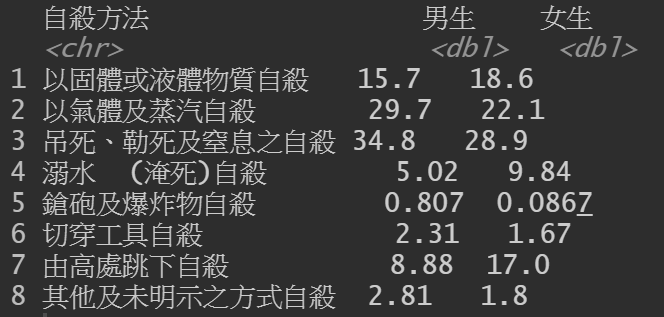 自殺方法 男生 女生
<chr> <dbl> <dbl>
1 以固體或液體物質自殺 15.7 18.6
2 以氣體及蒸汽自殺 29.7 22.1
3 吊死、勒死及窒息之自殺 34.8 28.9
4 溺水 (淹死)自殺 5.02 9.84
5 鎗砲及爆炸物自殺 0.807 0.0867
6 切穿工具自殺 2.31 1.67
7 由高處跳下自殺 8.88 17.0
8 其他及未明示之方式自殺 2.81 1.8